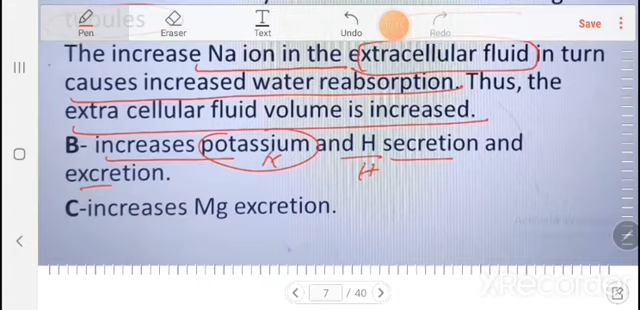 tubules
Pen
Eraser
Text
Undo
Redo
Save
The increase Na ion in the extracellular fluid in turn
causes increased water reabsorption. Thus, the
extra cellular fluid volume is increased.
B- increases potassium and H secretion and
K
H
excretion.
C-increases Mg excretion.
7 / 40
XRecorder